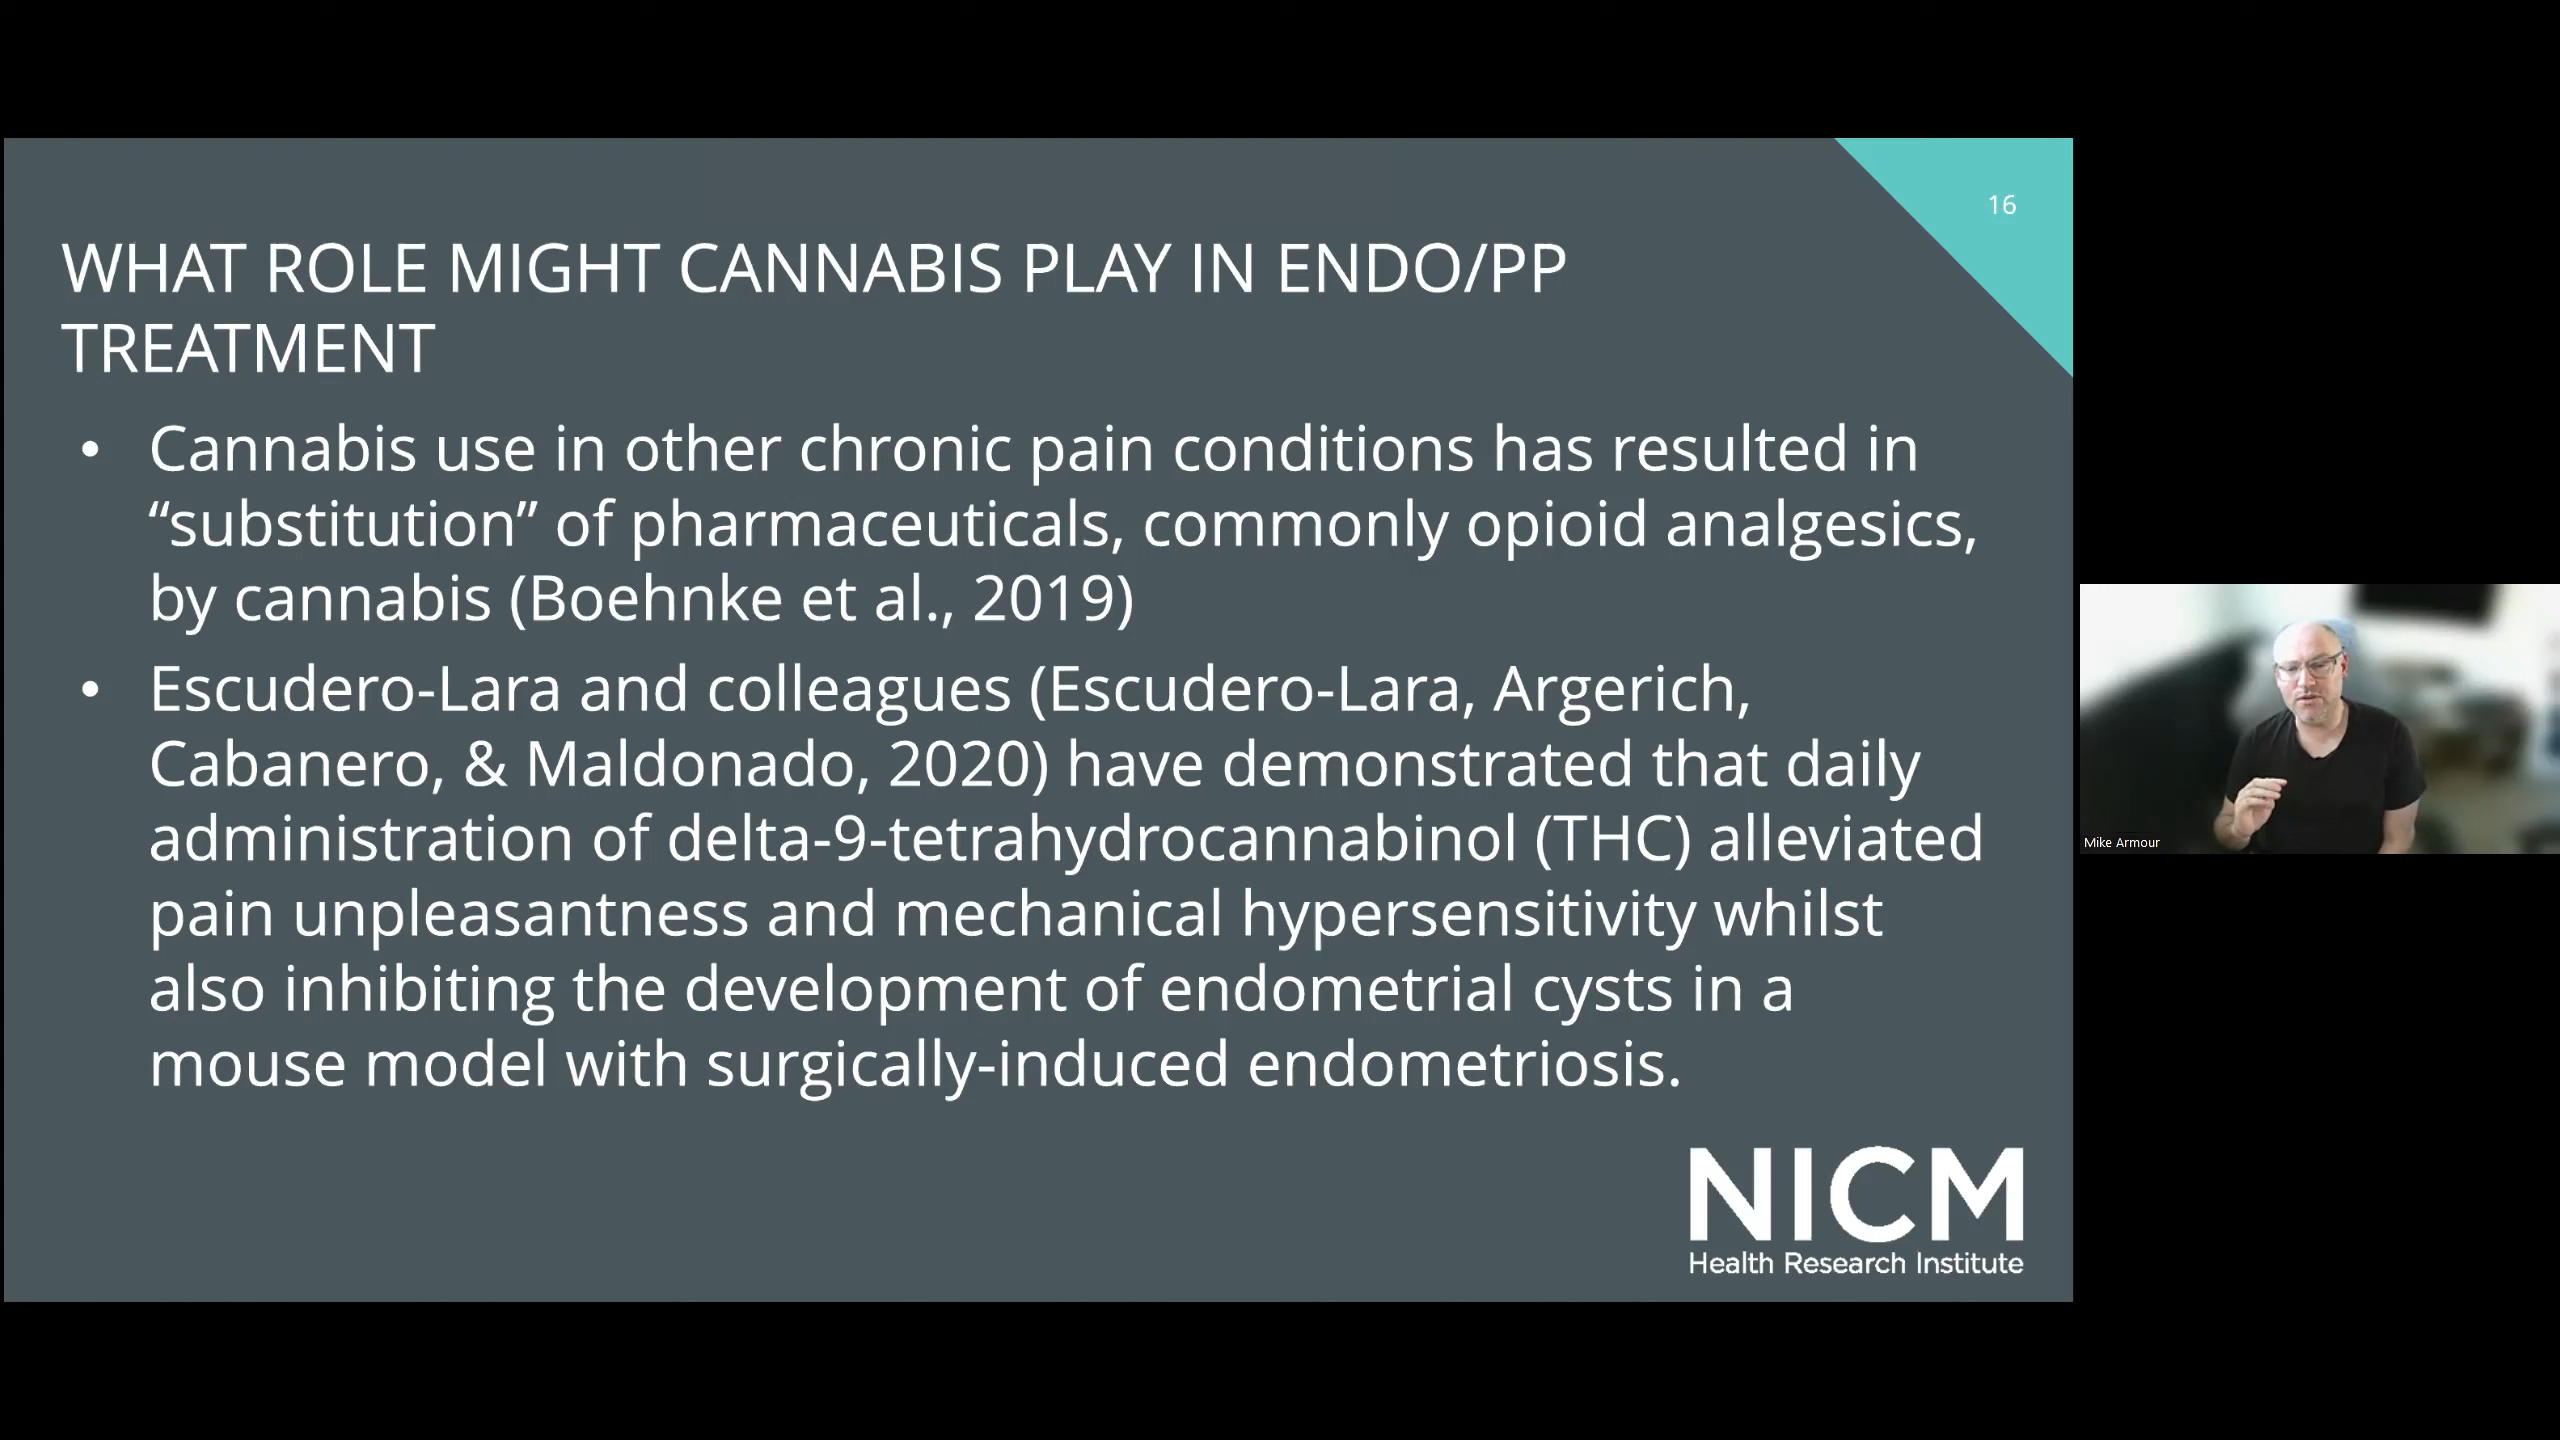 16
WHAT ROLE MIGHT CANNABIS PLAY IN ENDO/PP
TREATMENT
• Cannabis use in other chronic pain conditions has resulted in
“substitution” of pharmaceuticals, commonly opioid analgesics,
by cannabis (Boehnke et al., 2019)
• Escudero-Lara and colleagues (Escudero-Lara, Argerich,
Cabanero, & Maldonado, 2020) have demonstrated that daily
administration of delta-9-tetrahydrocannabinol (THC) alleviated
pain unpleasantness and mechanical hypersensitivity whilst
also inhibiting the development of endometrial cysts in a
mouse model with surgically-induced endometriosis.
NICM
Health Research Institute
Mike Armour